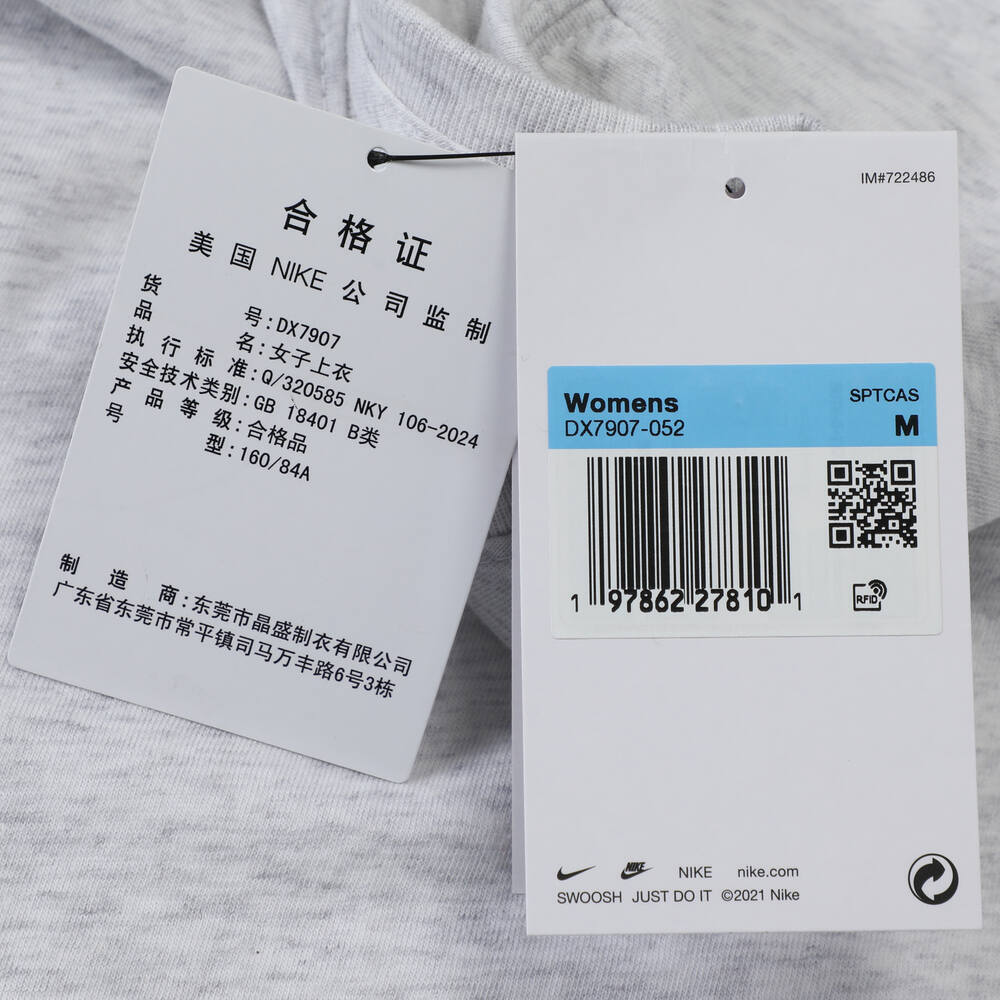 合格证
美国 NIKE 公司监制
货号:DX7907
品名:女子上衣
执行标准:Q/320585 NKY 106-2024
安全技术类别:GB 18401 B类
产品等级:合格品
号型:160/84A
制造商:东莞市晶盛制衣有限公司
广东省东莞市常平镇司马万丰路6号3栋
IM#722486
Womens SPTCAS
DX7907-052 M
1 97862 27810 1
RFID
NIKE NIKE nike.com
SWOOSH JUST DO IT ©2021 Nike